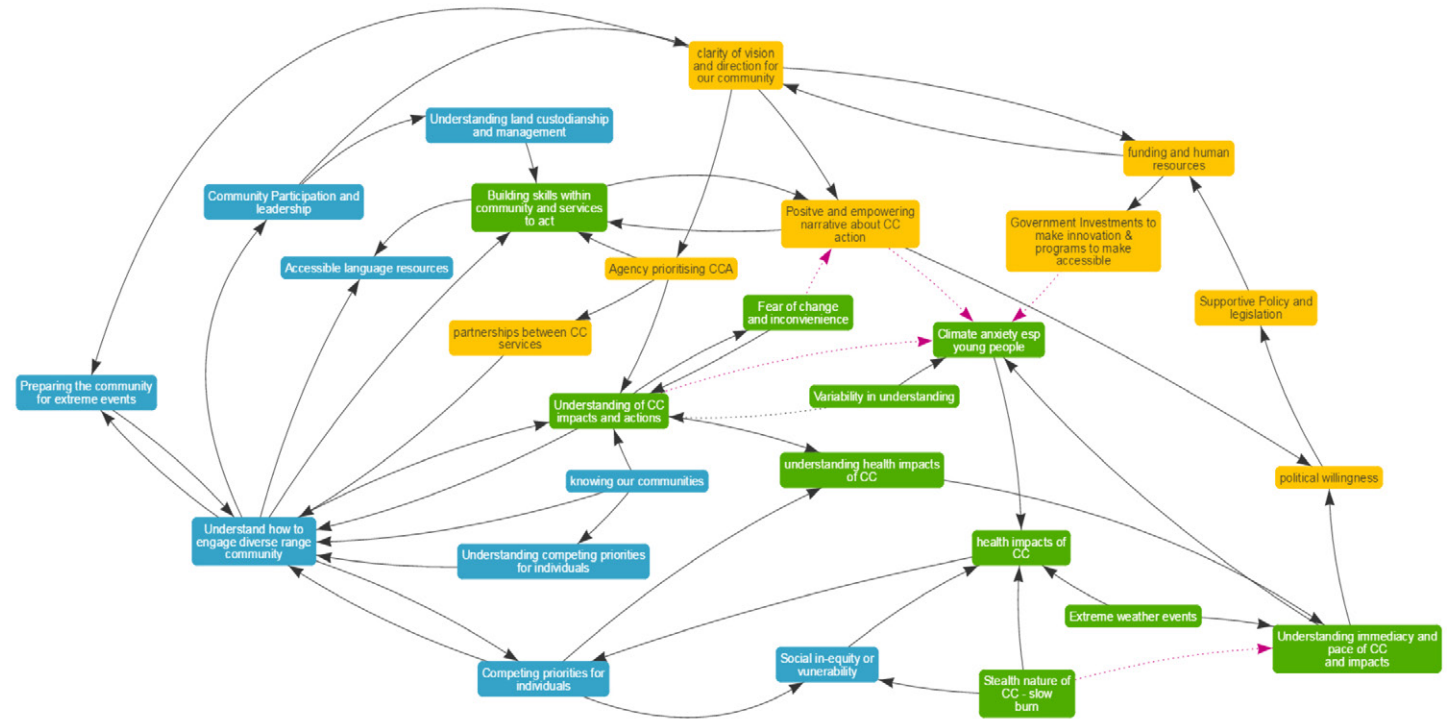 clarity of vision
and direction for
our community
Understanding land custodianship
and management
funding and human
resources
Community Participation and
leadership
Building skills within
community and services
to act
Positve and empowering
narrative about CC
action
Government Investments to
make innovation &
programs to make
accessible
Accessible language resources
Agency prioritising CCA
Supportive Policy and
legislation
Fear of change
and inconvienience
partnerships between CC
services
Climate anxiety esp
young people
Preparing the community
for extreme events
Variability in understanding
Understanding of CC
impacts and actions
understanding health impacts
of CC
knowing our communities
political willingness
Understand how to
engage diverse range
community
Understanding competing priorities
for individuals
health impacts of
CC
Extreme weather events
Understanding immediacy and
pace of CC
and impacts
Competing priorities for
individuals
Social in-equity or
vunerability
Stealth nature of
CC - slow
burn